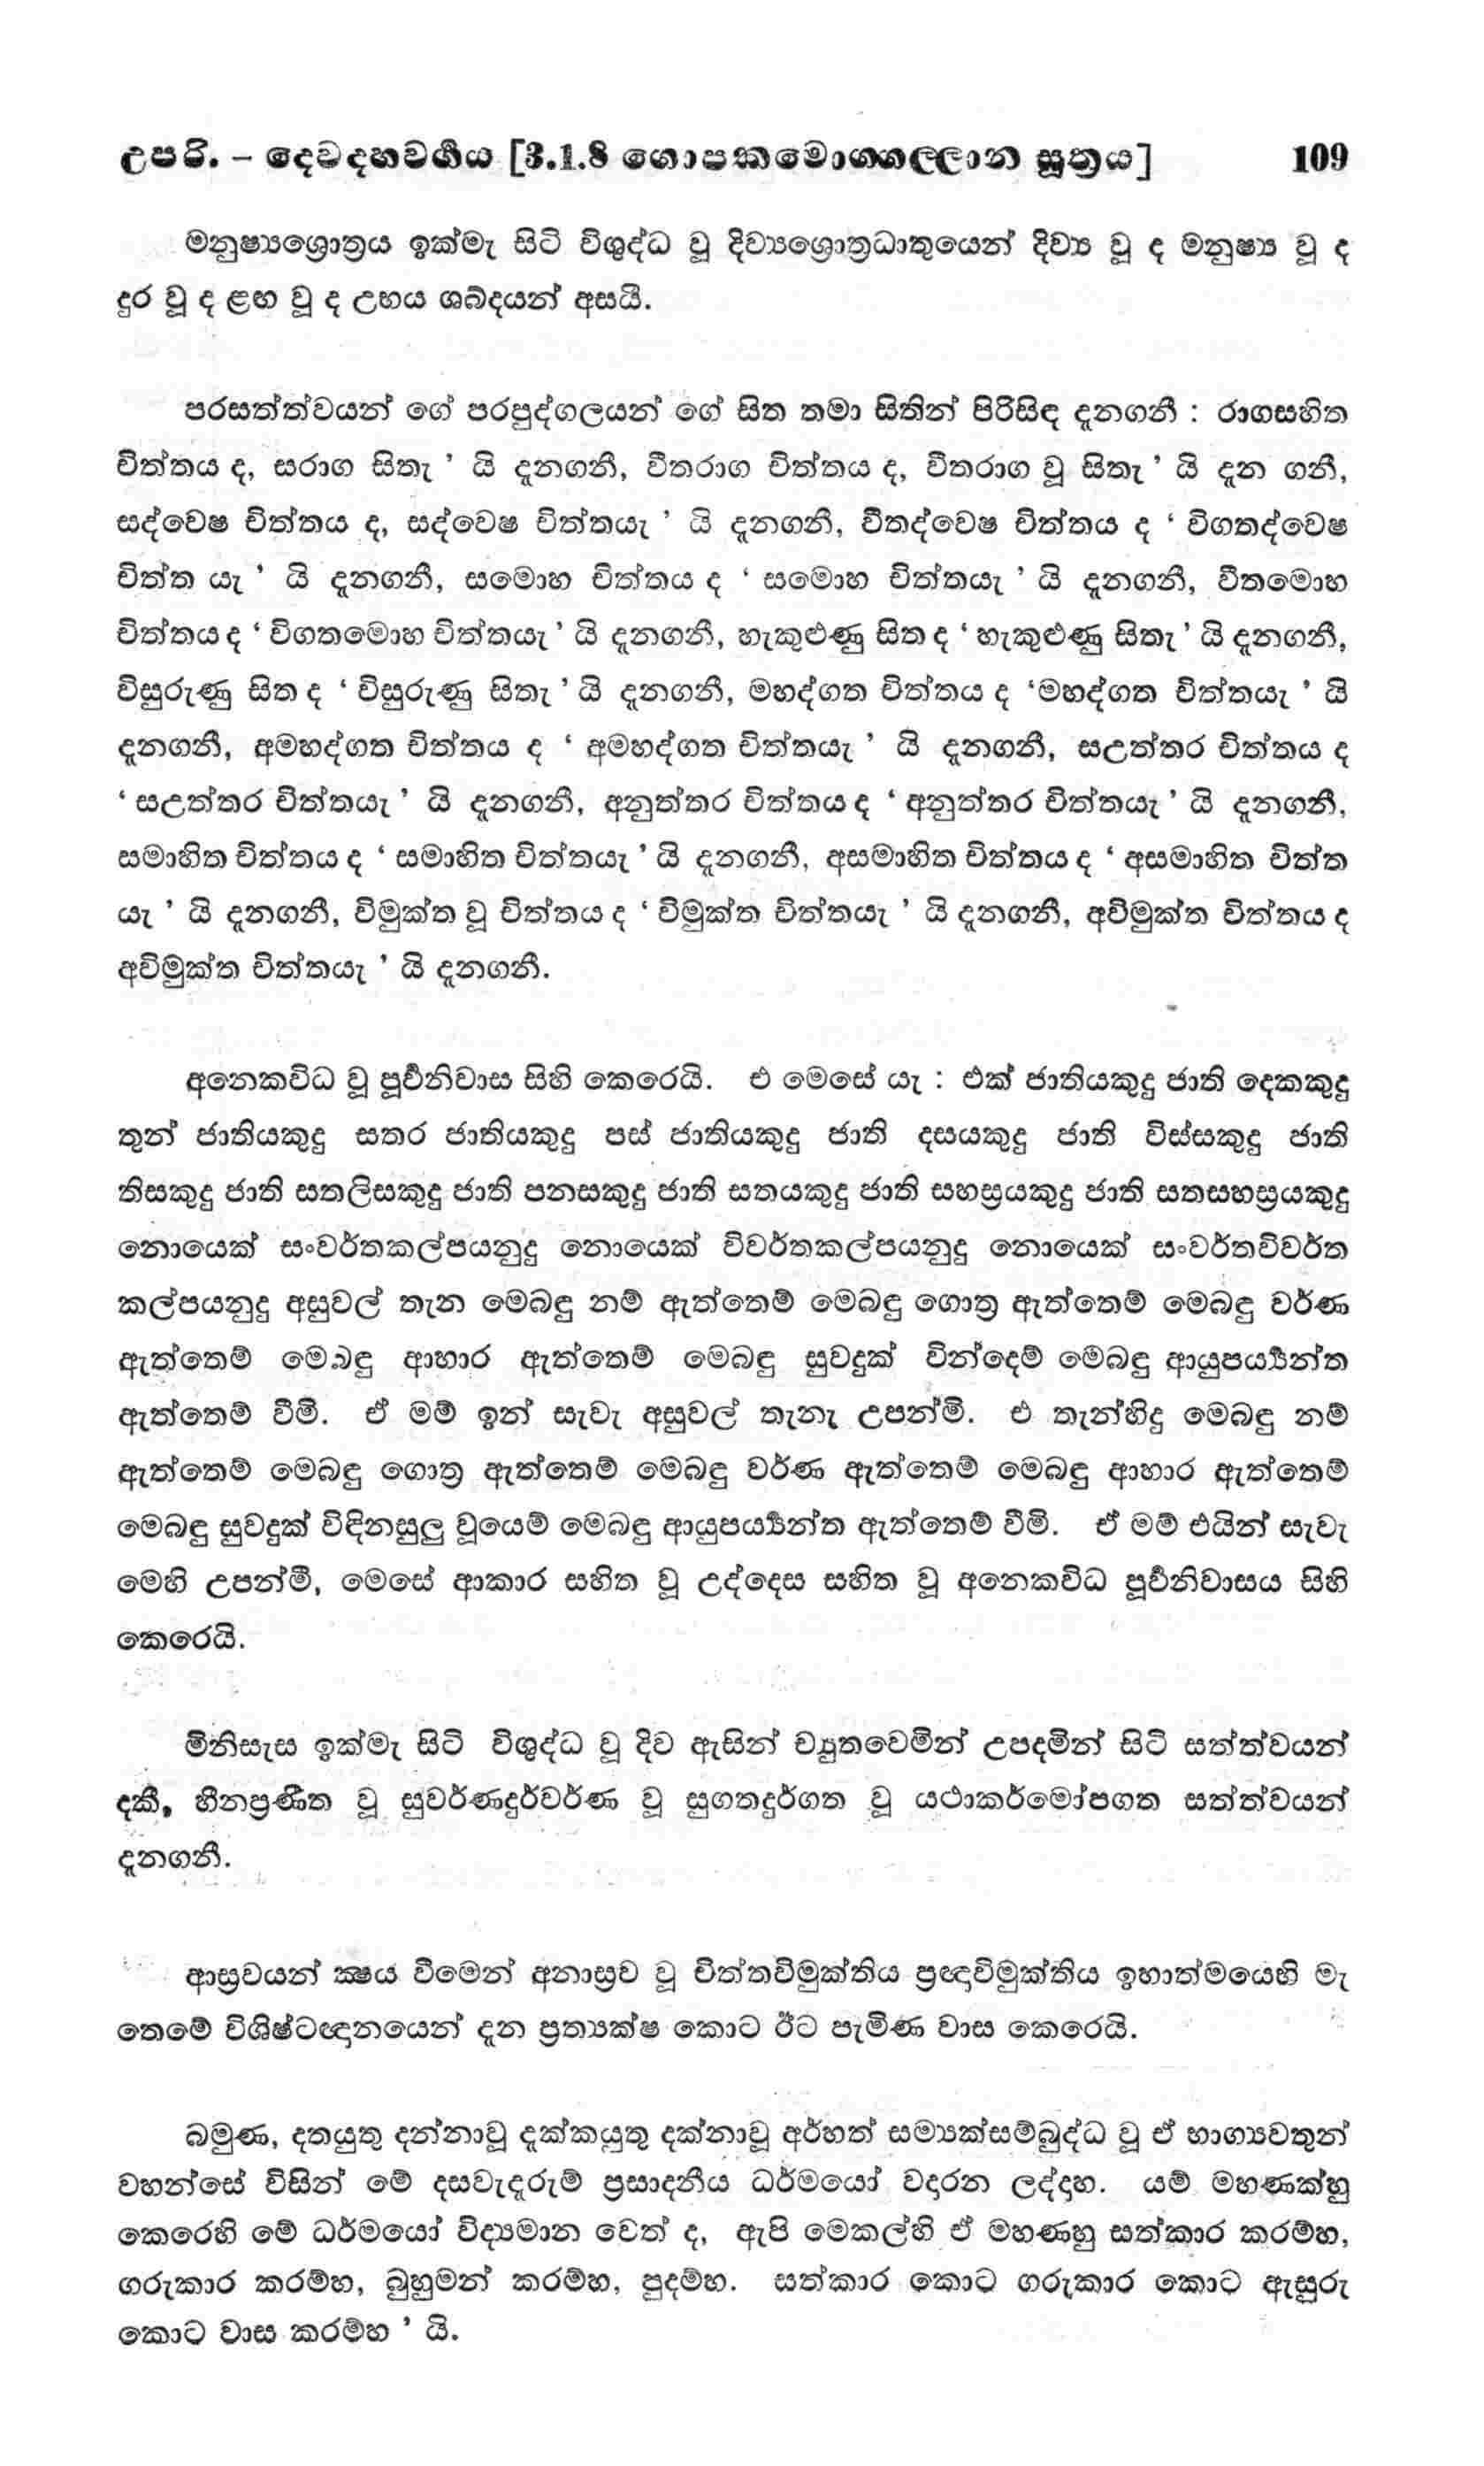 උපරි. – දෙවදහවර්‍ගය [3.1.8 ගොපකමොග්ගල්ලාන සූත්‍රය] 109
මනුෂ්‍යශ්‍රොත්‍රය ඉක්මැ සිටි විශුද්ධ වූ දිව්‍යශ්‍රොත්‍රධාතුයෙන් දිව්‍ය වූ ද මනුෂ්‍ය වූ ද
දුර වූ ද ළඟ වූ ද උභය ශබ්දයන් අසයි.
පරසත්ත්වයන් ගේ පරපුද්ගලයන් ගේ සිත තමා සිතින් පිරිසිඳ දැනගනී : රාගසහිත
චිත්තය ද, සරාග සිතැ ’ යි දැනගනී, වීතරාග චිත්තය ද, වීතරාග වූ සිතැ ’ යි දැන ගනී,
සද්වෙෂ චිත්තය ද, සද්වෙෂ චිත්තයැ ’ යි දැනගනී, වීතද්වෙෂ චිත්තය ද ‘ විගතද්වෙෂ
චිත්ත යැ ’ යි දැනගනී, සමොහ චිත්තය ද ‘ සමොහ චිත්තයැ ’ යි දැනගනී, වීතමොහ
චිත්තය ද ‘ විගතමොහ චිත්තයැ ’ යි දැනගනී, හැකුළුණු සිත ද ‘ හැකුළුණු සිතැ ’ යි දැනගනී,
විසුරුණු සිත ද ‘ විසුරුණු සිතැ ’ යි දැනගනී, මහද්ගත චිත්තය ද ‘මහද්ගත චිත්තයැ ’ යි
දැනගනී, අමහද්ගත චිත්තය ද ‘ අමහද්ගත චිත්තයැ ’ යි දැනගනී, සඋත්තර චිත්තය ද
‘ සඋත්තර චිත්තයැ ’ යි දැනගනී, අනුත්තර චිත්තය ද ‘ අනුත්තර චිත්තයැ ’ යි දැනගනී,
සමාහිත චිත්තය ද ‘ සමාහිත චිත්තයැ ’ යි දැනගනී, අසමාහිත චිත්තය ද ‘ අසමාහිත චිත්ත
යැ ’ යි දැනගනී, විමුක්ත වූ චිත්තය ද ‘ විමුක්ත චිත්තයැ ’ යි දැනගනී, අවිමුක්ත චිත්තය ද
අවිමුක්ත චිත්තයැ ’ යි දැනගනී.
අනෙකවිධ වූ පූර්‍වනිවාස සිහි කෙරෙයි. එ මෙසේ යැ : එක් ජාතියකුදු ජාති දෙකකුදු
තුන් ජාතියකුදු සතර ජාතියකුදු පස් ජාතියකුදු ජාති දසයකුදු ජාති විස්සකුදු ජාති
තිසකුදු ජාති සතලිසකුදු ජාති පනසකුදු ජාති සතයකුදු ජාති සහස්‍රයකුදු ජාති සතසහස්‍රයකුදු
නොයෙක් සංවර්තකල්පයනුදු නොයෙක් විවර්තකල්පයනුදු නොයෙක් සංවර්තවිවර්ත
කල්පයනුදු අසුවල් තැන මෙබඳු නම් ඇත්තෙම් මෙබඳු ගොත්‍ර ඇත්තෙම් මෙබඳු වර්ණ
ඇත්තෙම් මෙබඳු ආහාර ඇත්තෙම් මෙබඳු සුවදුක් වින්දෙම් මෙබඳු ආයුපර්‍ය්‍යන්ත
ඇත්තෙම් වීමි. ඒ මම් ඉන් සැවැ අසුවල් තැනැ උපන්මි. එ තැන්හිදු මෙබඳු නම්
ඇත්තෙම් මෙබඳු ගොත්‍ර ඇත්තෙම් මෙබඳු වර්ණ ඇත්තෙම් මෙබඳු ආහාර ඇත්තෙම්
මෙබඳු සුවදුක් විඳිනසුලු වූයෙම් මෙබඳු ආයුපර්‍ය්‍යන්ත ඇත්තෙම් වීමි. ඒ මම් එයින් සැවැ
මෙහි උපන්මි, මෙසේ ආකාර සහිත වූ උද්දෙස සහිත වූ අනෙකවිධ පූර්‍වනිවාසය සිහි
කෙරෙයි.
මිනිසැස ඉක්මැ සිටි විශුද්ධ වූ දිව ඇසින් ච්‍යුතවෙමින් උපදමින් සිටි සත්ත්වයන්
දකී, හීනප්‍රණීත වූ සුවර්ණදුර්වර්ණ වූ සුගතදුර්ගත වූ යථාකර්මෝපගත සත්ත්වයන්
දැනගනී.
ආස්‍රවයන් ක්‍ෂය වීමෙන් අනාස්‍රව වූ චිත්තවිමුක්තිය ප්‍රඥාවිමුක්තිය ඉහාත්මයෙහි මැ
තෙමේ විශිෂ්ටඥානයෙන් දැන ප්‍රත්‍යක්ෂ කොට ඊට පැමිණ වාස කෙරෙයි.
බමුණ, දතයුතු දන්නාවූ දැක්කයුතු දක්නාවූ අර්හත් සම්‍යක්සම්බුද්ධ වූ ඒ භාග්‍යවතුන්
වහන්සේ විසින් මේ දසවැදෑරුම් ප්‍රසාදනීය ධර්මයෝ වදාරන ලද්දාහ. යම් මහණක්හු
කෙරෙහි මේ ධර්මයෝ විද්‍යමාන වෙත් ද, ඇපි මෙකල්හි ඒ මහණහු සත්කාර කරම්හ,
ගරුකාර කරම්හ, බුහුමන් කරම්හ, පුදම්හ. සත්කාර කොට ගරුකාර කොට ඇසුරු
කොට වාස කරම්හ ’ යි.